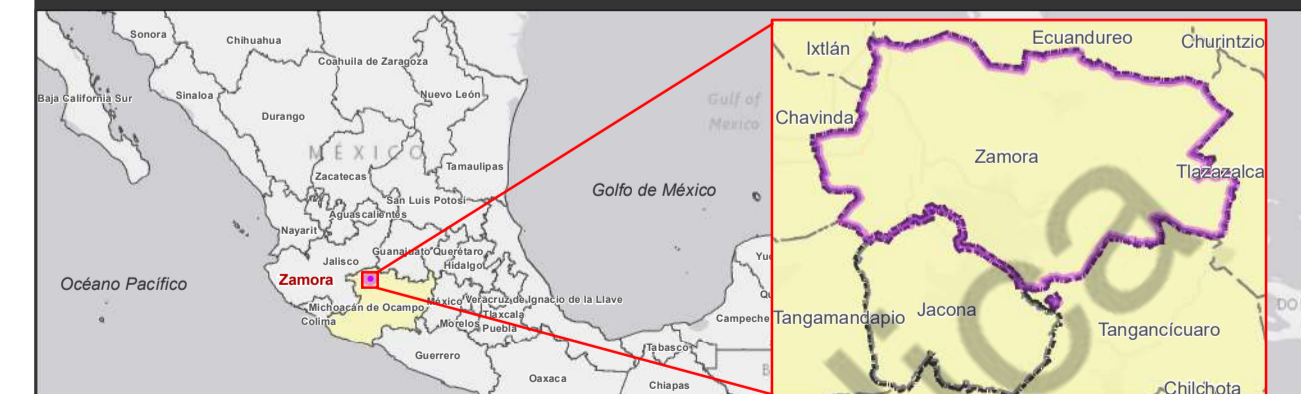 Sonora
Chihuahua
Coahuila de Zaragoza
Baja California Sur
Sinaloa
Nuevo León
Durango
Gulf of
Mexico
MÉXICO
Tamaulipas
Zacatecas
San Luis Potosí
Aguascalientes
Golfo de México
Nayarit
Guanajuato
Querétaro
Jalisco
Hidalgo
Zamora
Océano Pacífico
Michoacán de Ocampo
México
Veracruz de Ignacio de la Llave
Colima
Tlaxcala
Morelos
Puebla
Campeche
Guerrero
Tabasco
Oaxaca
Chiapas
Ixtlán
Ecuandureo
Churintzio
Chavinda
Zamora
Tlazazalca
Tangamandapio
Jacona
Tangancícuaro
Chilchota